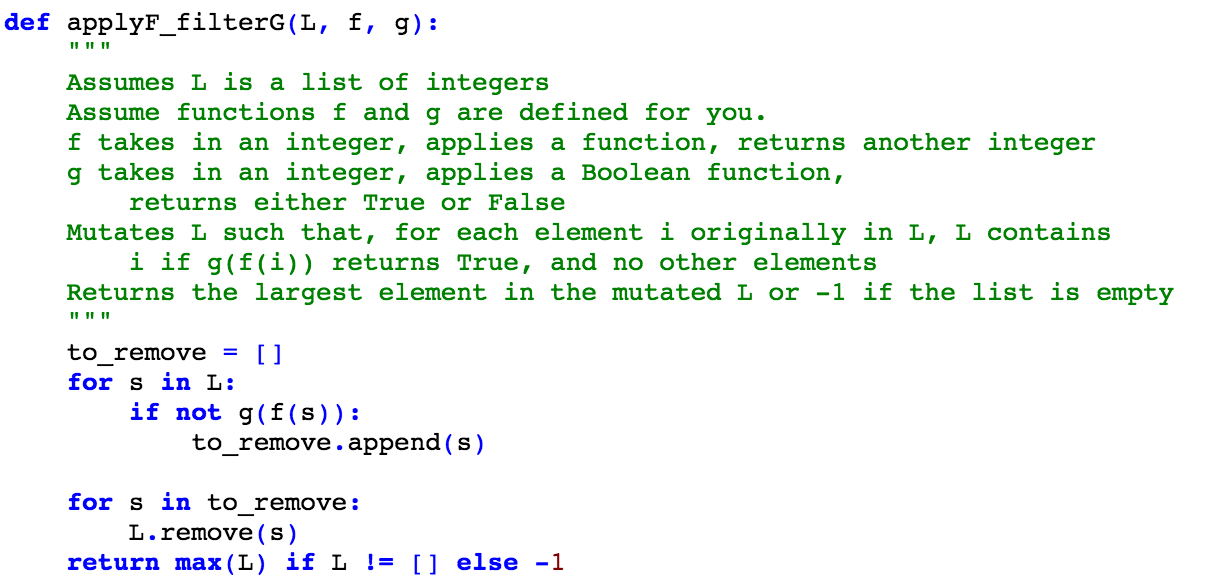 def applyF_filterG(L, f, g):
    """
    Assumes L is a list of integers
    Assume functions f and g are defined for you.
    f takes in an integer, applies a function, returns another integer
    g takes in an integer, applies a Boolean function,
        returns either True or False
    Mutates L such that, for each element i originally in L, L contains
        i if g(f(i)) returns True, and no other elements
    Returns the largest element in the mutated L or -1 if the list is empty
    """
    to_remove = []
    for s in L:
        if not g(f(s)):
            to_remove.append(s)

    for s in to_remove:
        L.remove(s)
    return max(L) if L != [] else -1